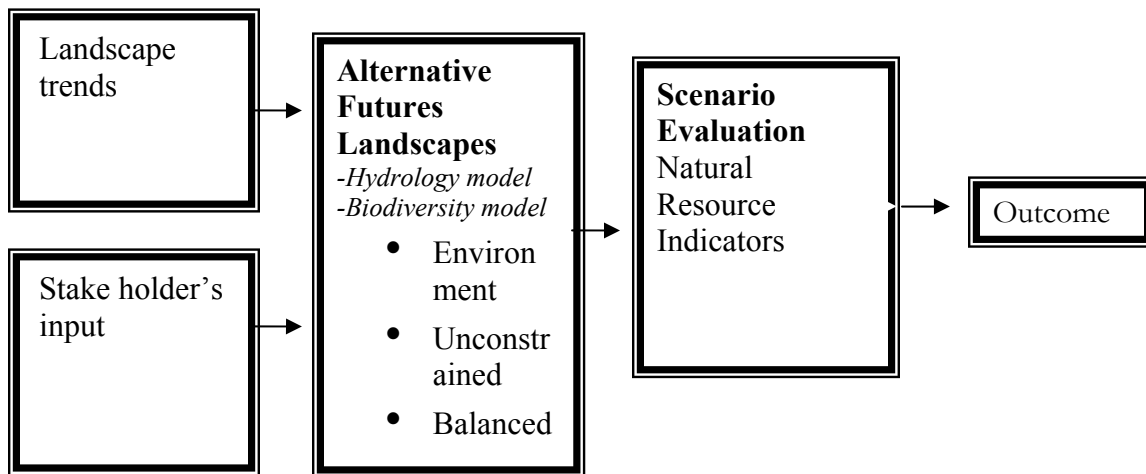 Landscape
trends
Stake holder’s
input
Alternative
Futures
Landscapes
-Hydrology model
-Biodiversity model
• Environ
ment
• Unconstr
ained
• Balanced
Scenario
Evaluation
Natural
Resource
Indicators
Outcome